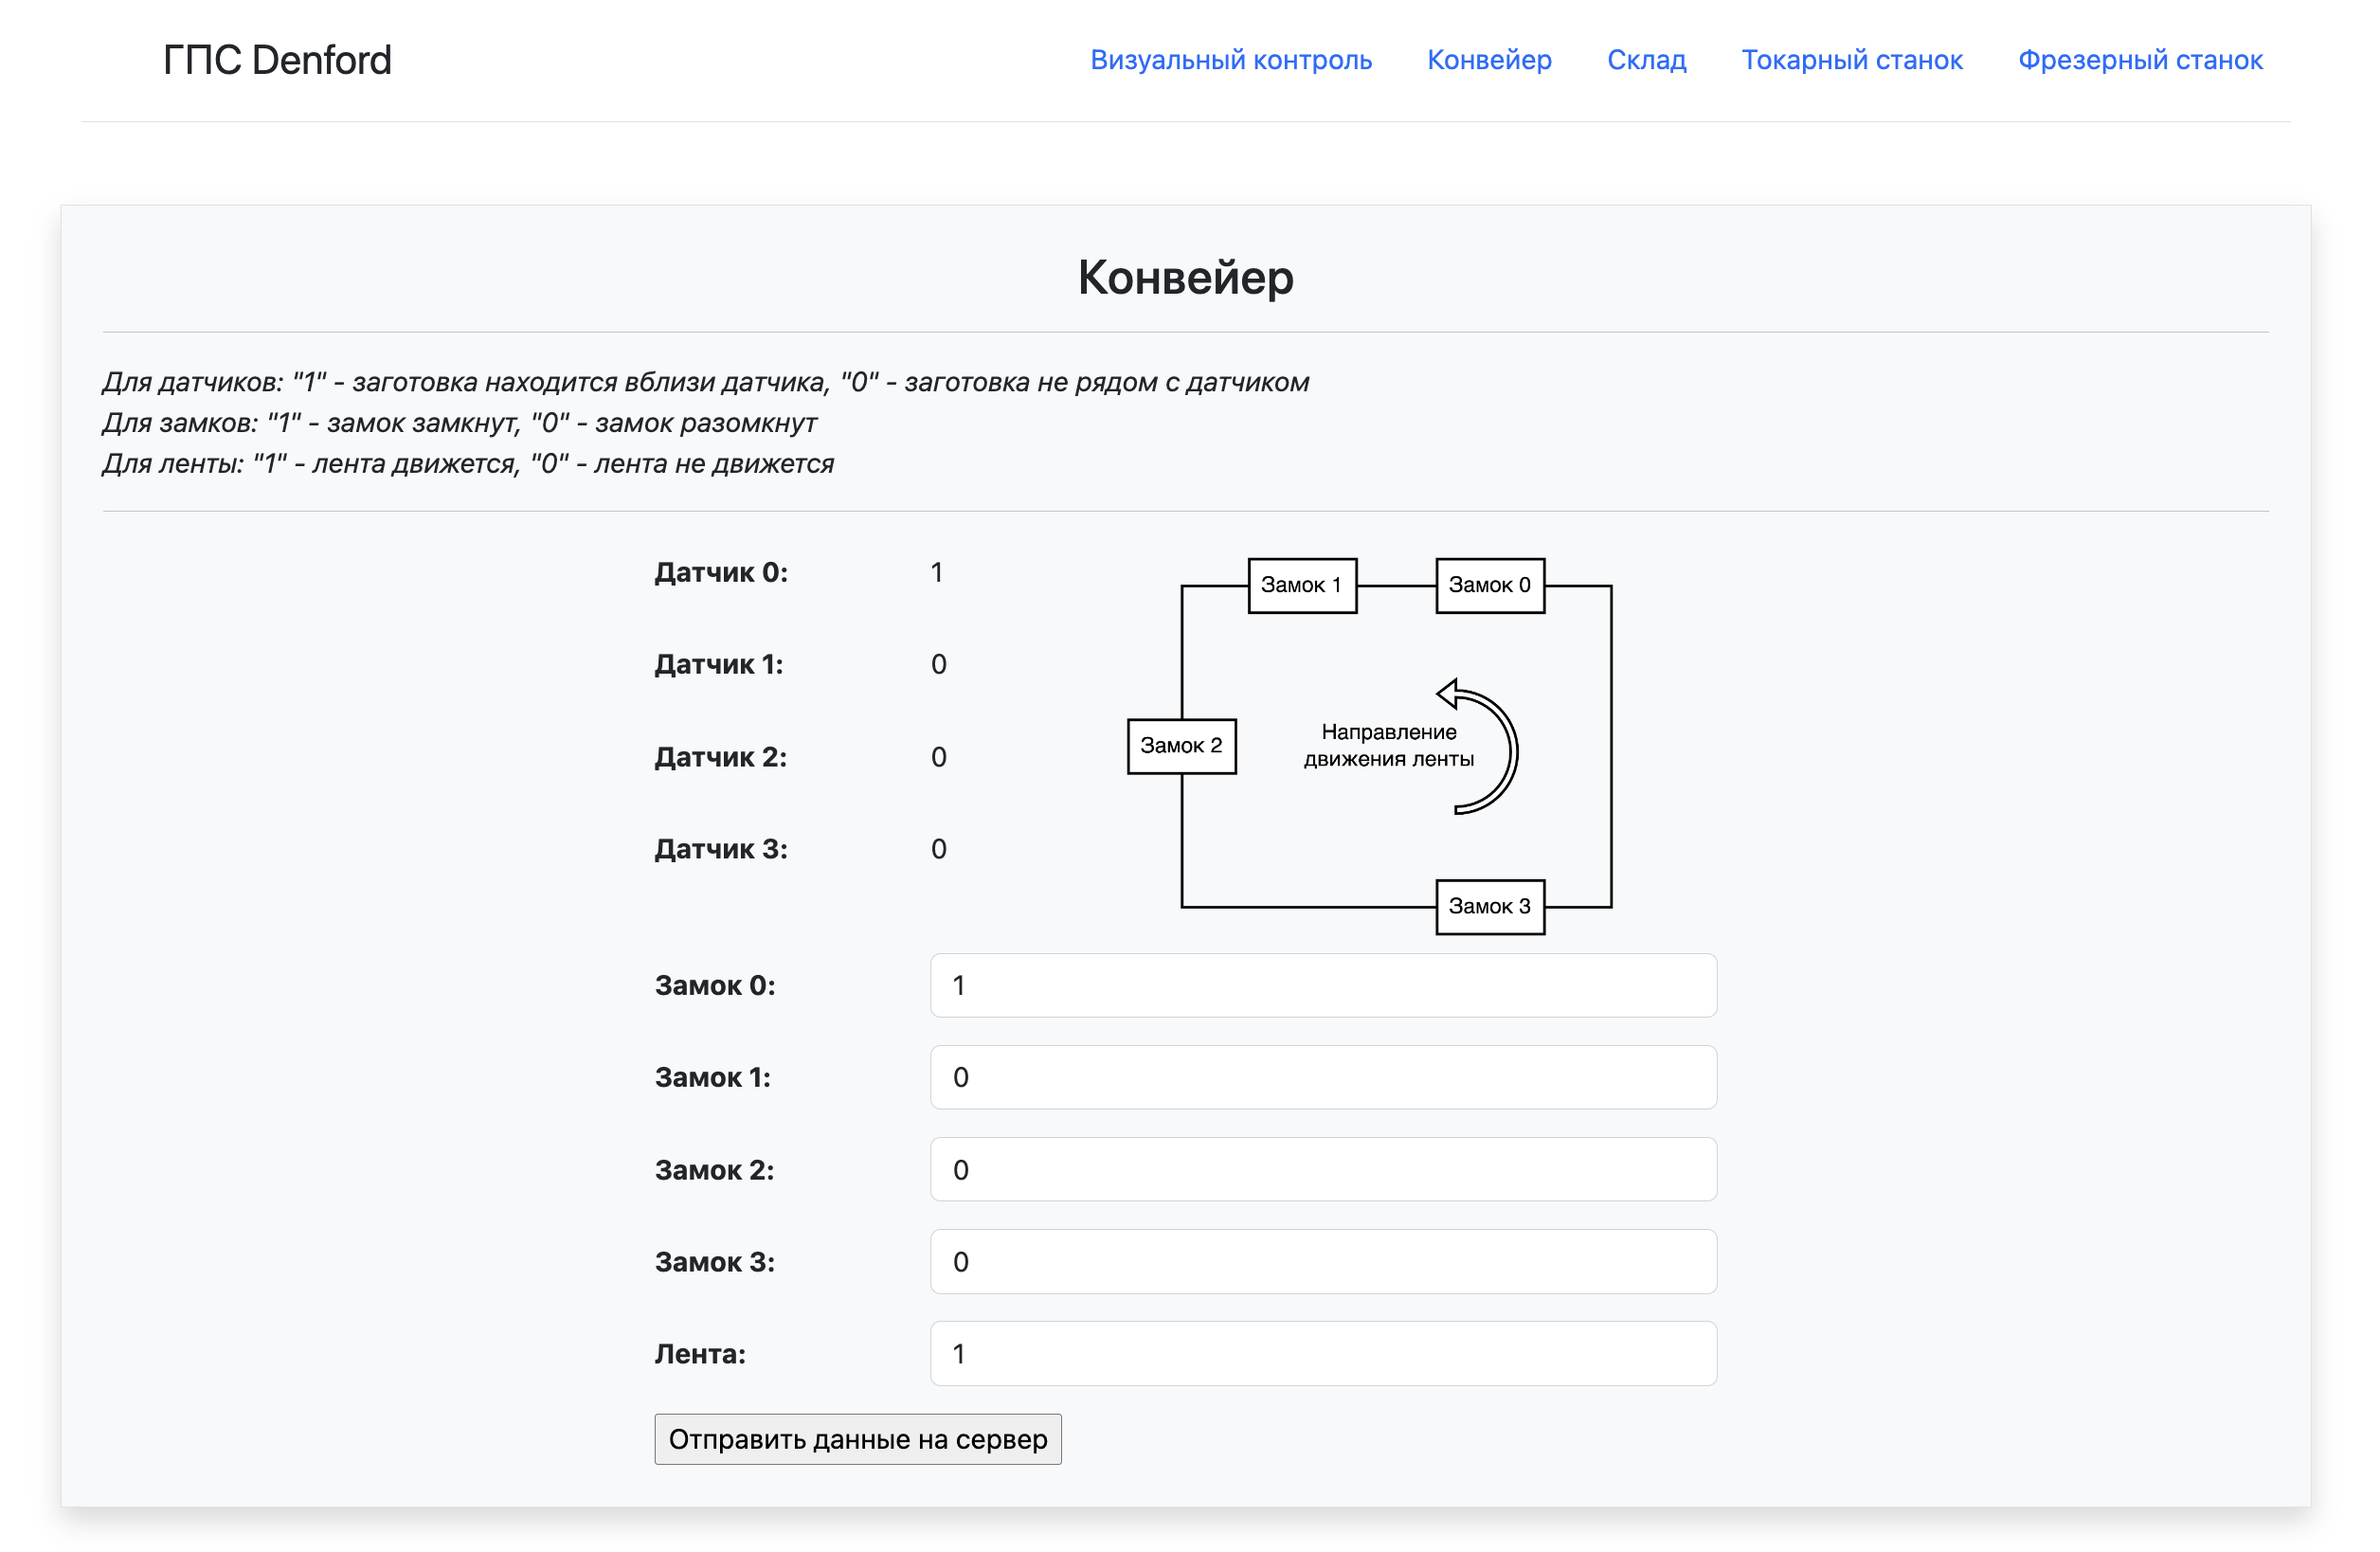 ГПС Denford
Визуальный контроль Конвейер Склад Токарный станок Фрезерный станок
Конвейер
Для датчиков: "1" - заготовка находится вблизи датчика, "0" - заготовка не рядом с датчиком
Для замков: "1" - замок замкнут, "0" - замок разомкнут
Для ленты: "1" - лента движется, "0" - лента не движется
Датчик 0: 1
Датчик 1: 0
Датчик 2: 0
Датчик 3: 0
Замок 1
Замок 0
Замок 2
Направление
движения ленты
Замок 3
Замок 0: 1
Замок 1: 0
Замок 2: 0
Замок 3: 0
Лента: 1
Отправить данные на сервер